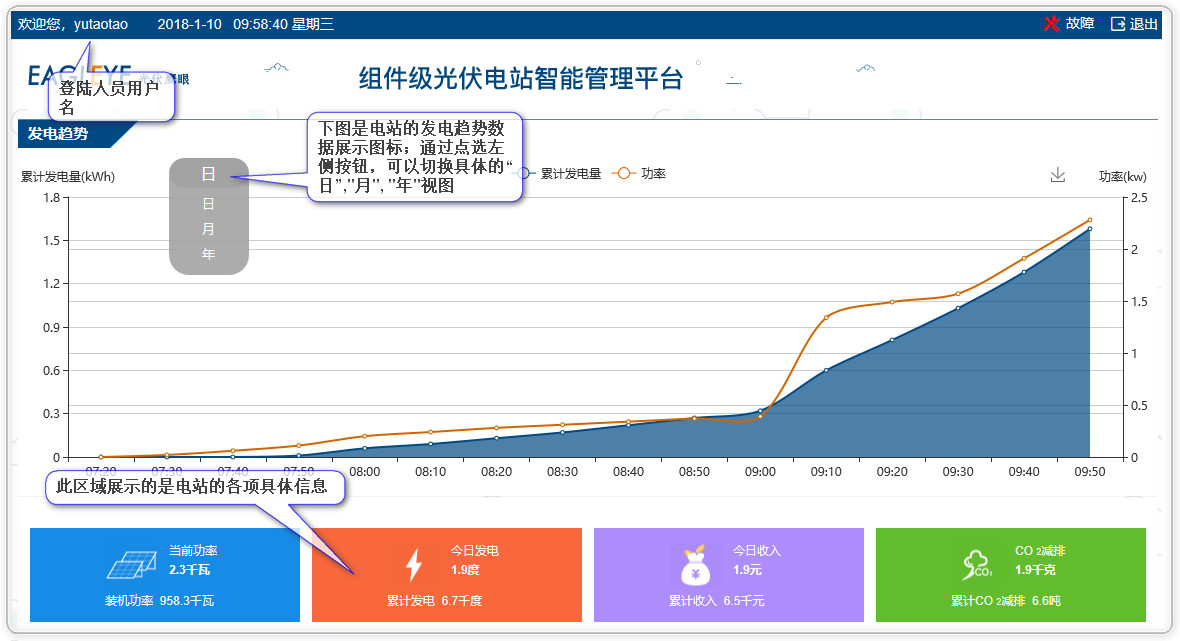 欢迎您，yutaotao 2018-1-10 09:58:40 星期三 故障 退出
组件级光伏电站智能管理平台
登陆人员用户
名
发电趋势
下图是电站的发电趋势数
据展示图标；通过点选左
侧按钮，可以切换具体的“
日”,"月", "年"视图
累计发电量(kWh)
日
日
月
年
累计发电量 功率
功率(kw)
1.8
1.5
1.2
0.9
0.6
0.3
0
2.5
2
1.5
1
0.5
0
07:20 07:30 07:40 07:50 08:00 08:10 08:20 08:30 08:40 08:50 09:00 09:10 09:20 09:30 09:40 09:50
此区域展示的是电站的各项具体信息
当前功率
2.3千瓦
装机功率 958.3千瓦
今日发电
1.9度
累计发电 6.7千度
今日收入
1.9元
累计收入 6.5千元
CO₂
CO 2减排
1.9千克
累计CO 2减排 6.6吨